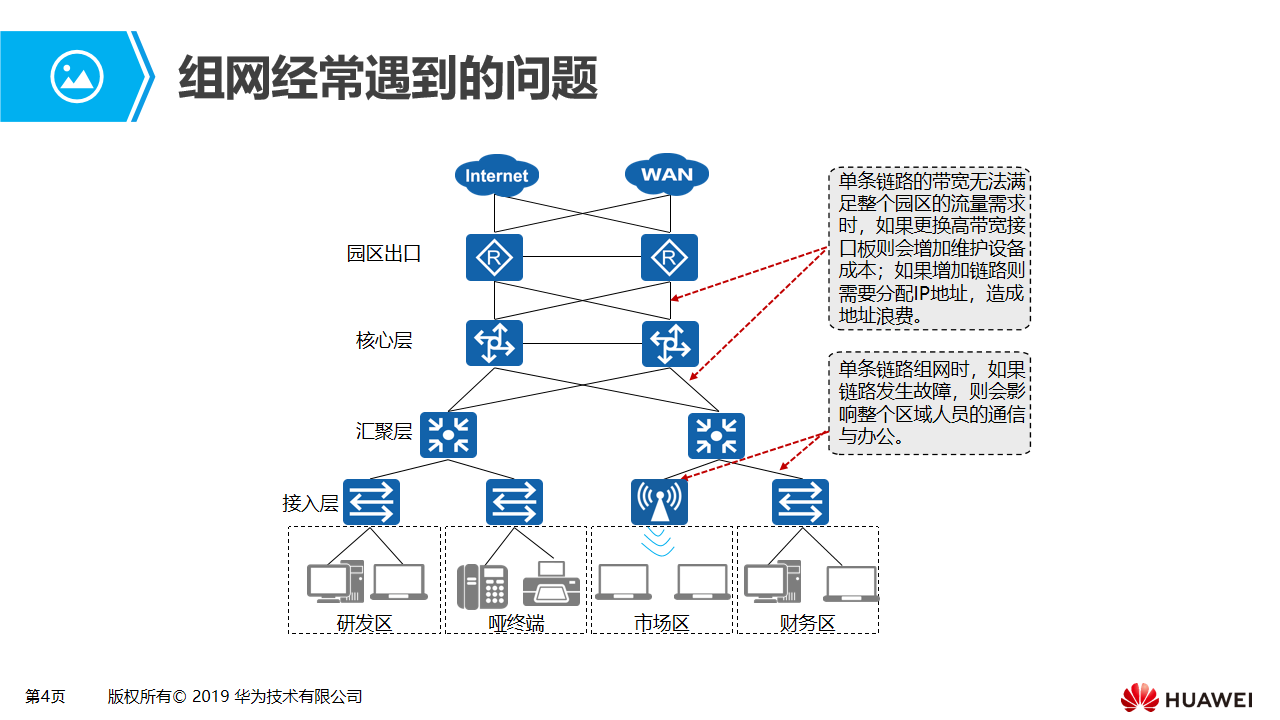 组网经常遇到的问题
Internet
WAN
单条链路的带宽无法满
足整个园区的流量需求
时，如果更换高带宽接
口板则会增加维护设备
成本；如果增加链路则
需要分配IP地址，造成
地址浪费。
园区出口
R
R
核心层
单条链路组网时，如果
链路发生故障，则会影
响整个区域人员的通信
与办公。
汇聚层
接入层
研发区
哑终端
市场区
财务区
第4页
版权所有© 2019 华为技术有限公司
HUAWEI